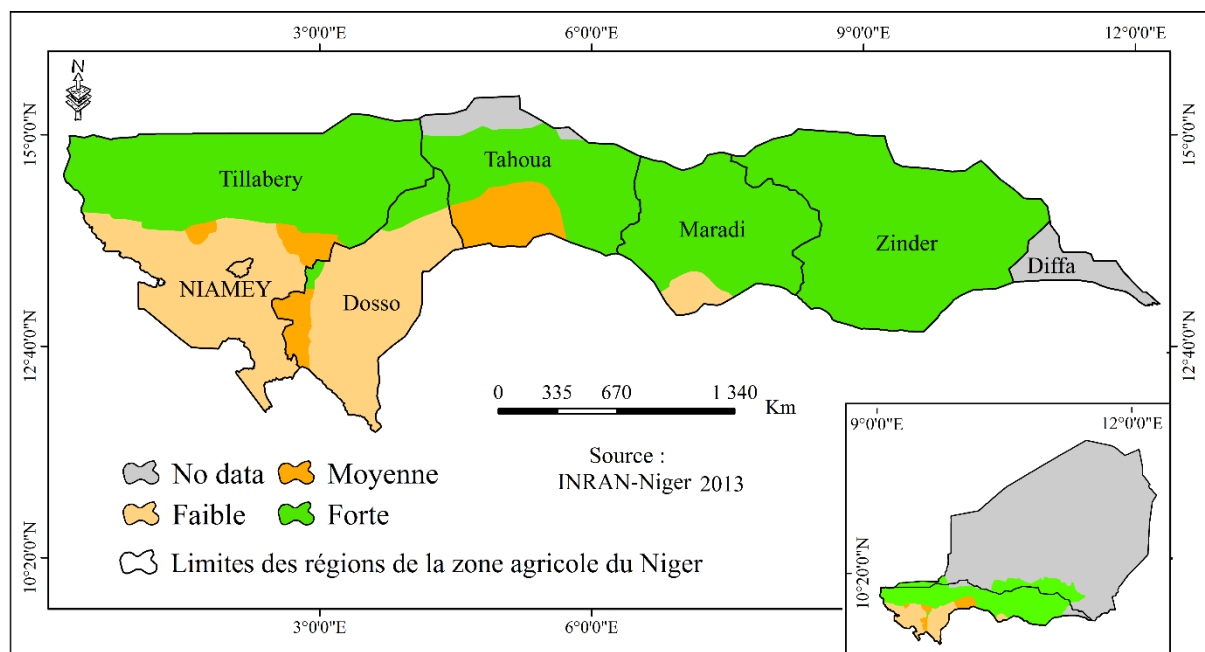 3°0'0"E 6°0'0"E 9°0'0"E 12°0'0"E
N
15°0'0"N
15°0'0"N
Tillabery
Tahoua
Maradi
Zinder
Diffa
NIAMEY
Dosso
12°40'0"N
12°40'0"N
0 335 670 1 340
Km
Source :
INRAN-Niger 2013
No data
Moyenne
Faible
Forte
Limites des régions de la zone agricole du Niger
10°20'0"N
3°0'0"E 6°0'0"E
9°0'0"E 12°0'0"E
10°20'0"N